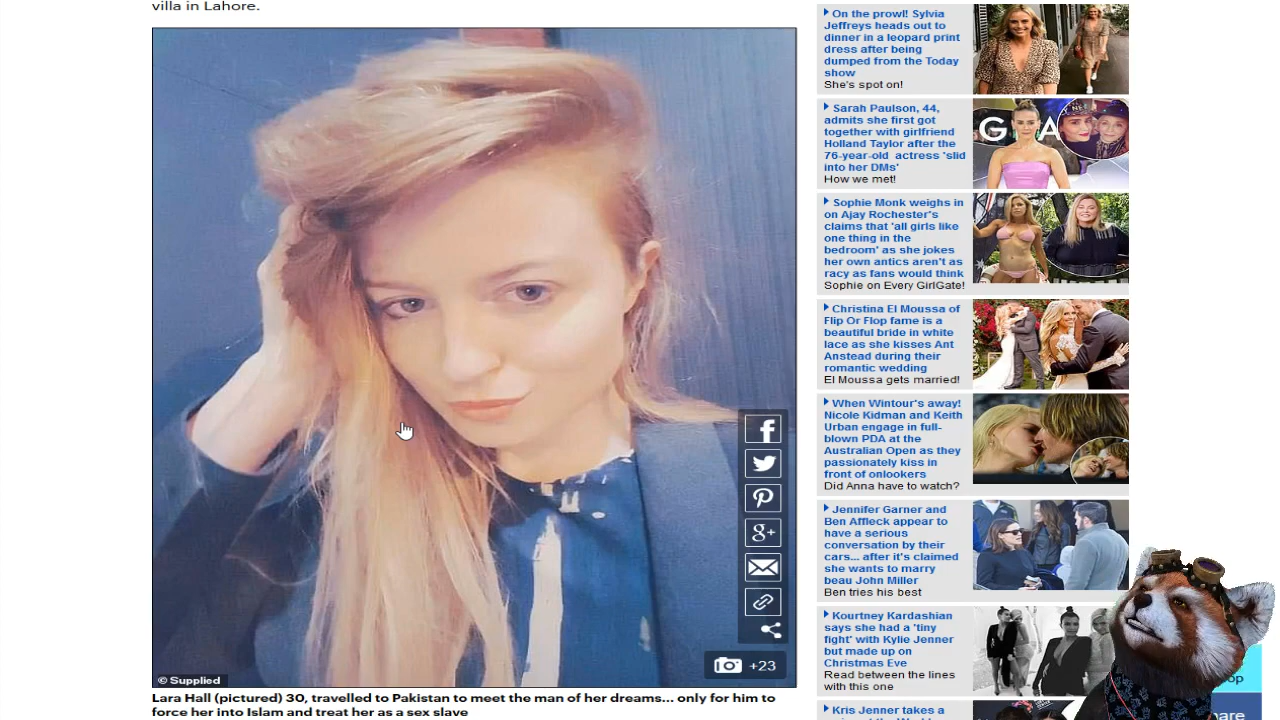 villa in Lahore.
© Supplied
+23
Lara Hall (pictured) 30, travelled to Pakistan to meet the man of her dreams... only for him to
force her into Islam and treat her as a sex slave
On the prowl! Sylvia
Jeffreys heads out to
dinner in a leopard print
dress after being
dumped from the Today
show
She's spot on!
Sarah Paulson, 44,
admits she first got
together with girlfriend
Holland Taylor after the
76-year-old actress 'slid
into her DMs'
How we met!
Sophie Monk weighs in
on Ajay Rochester's
claims that 'all girls like
one thing in the
bedroom' as she jokes
her own antics aren't as
racy as fans would think
Sophie on Every GirlGate!
Christina El Moussa of
Flip Or Flop fame is a
beautiful bride in white
lace as she kisses Ant
Anstead during their
romantic wedding
El Moussa gets married!
When Wintour's away!
Nicole Kidman and Keith
Urban engage in full-
blown PDA at the
Australian Open as they
passionately kiss in
front of onlookers
Did Anna have to watch?
Jennifer Garner and
Ben Affleck appear to
have a serious
conversation by their
cars... after it's claimed
she wants to marry
beau John Miller
Ben tries his best
Kourtney Kardashian
says she had a 'tiny
fight' with Kylie Jenner
but made up on
Christmas Eve
Read between the lines
with this one
Kris Jenner takes a